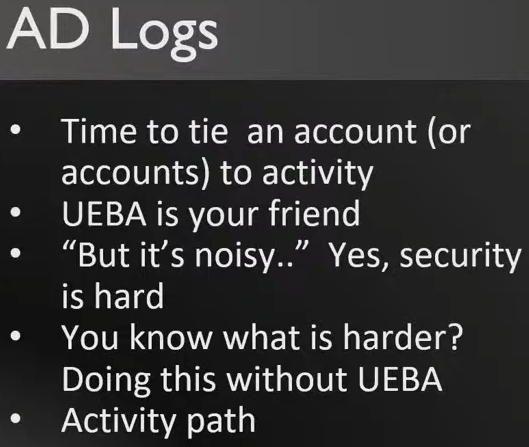 AD Logs
• Time to tie an account (or
accounts) to activity
• UEBA is your friend
• “But it’s noisy..” Yes, security
is hard
• You know what is harder?
Doing this without UEBA
• Activity path